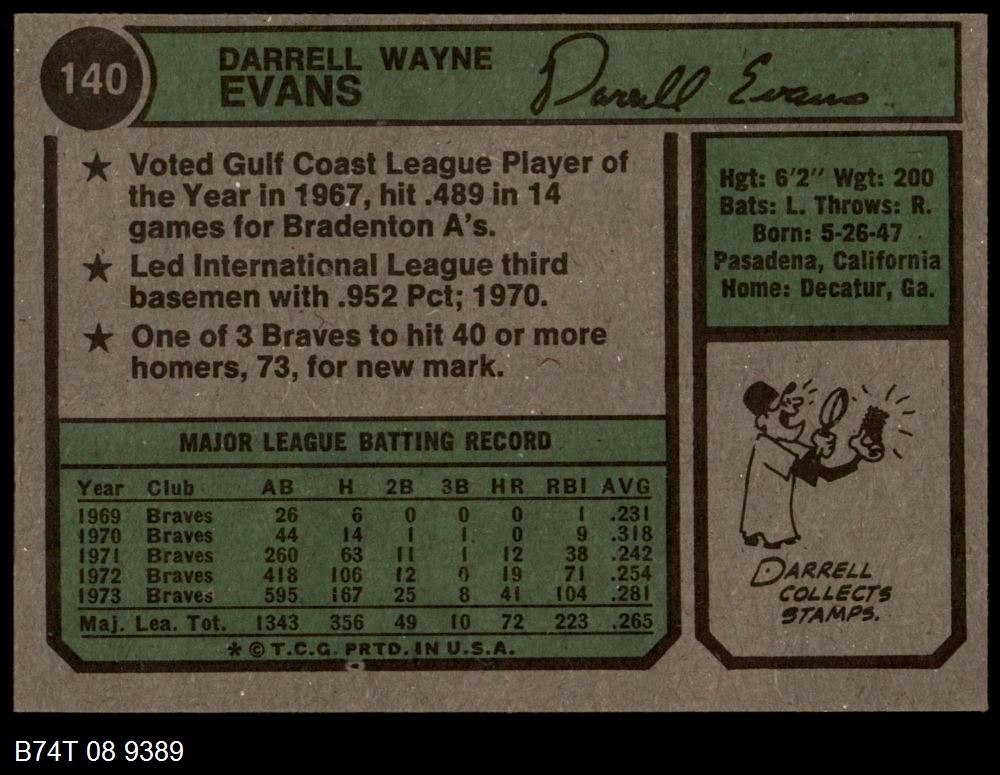 140
DARRELL WAYNE
EVANS
Darrell Evans
★ Voted Gulf Coast League Player of
the Year in 1967, hit .489 in 14
games for Bradenton A's.
★ Led International League third
basemen with .952 Pct; 1970.
★ One of 3 Braves to hit 40 or more
homers, 73, for new mark.
Hgt: 6'2" Wgt: 200
Bats: L. Throws: R.
Born: 5-26-47
Pasadena, California
Home: Decatur, Ga.
MAJOR LEAGUE BATTING RECORD
Year Club AB H 2B 3B HR RBI AVG
1969 Braves 26 6 0 0 0 1 .231
1970 Braves 44 14 1 1 0 9 .318
1971 Braves 260 63 11 1 12 38 .242
1972 Braves 418 106 12 0 19 71 .254
1973 Braves 595 167 25 8 41 104 .281
Maj. Lea. Tot. 1343 356 49 10 72 223 .265
* © T.C.G. PRTD. IN U.S.A.
DARRELL
COLLECTS
STAMPS.
B74T 08 9389